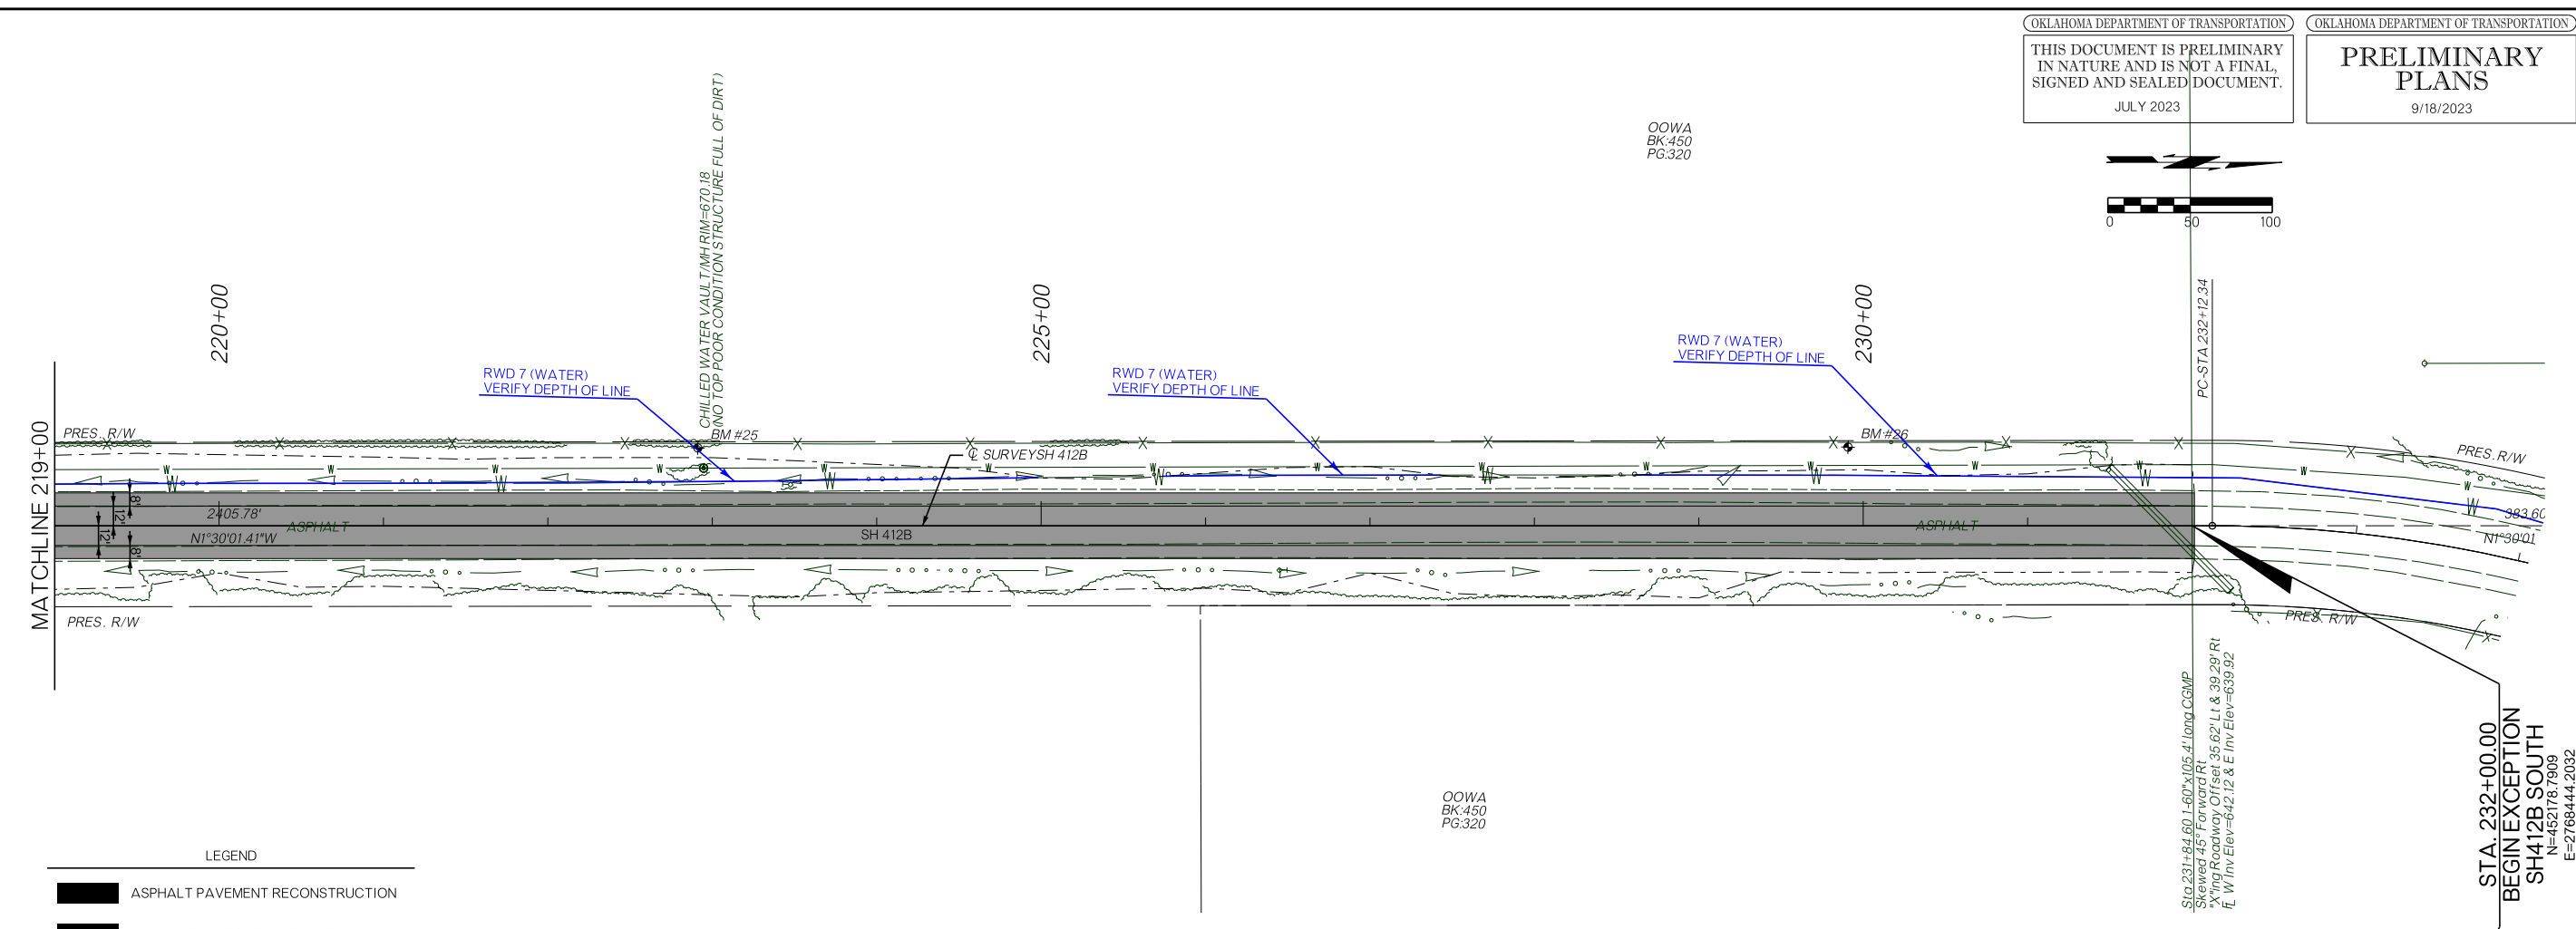 OKLAHOMA DEPARTMENT OF TRANSPORTATION
THIS DOCUMENT IS PRELIMINARY
IN NATURE AND IS NOT A FINAL,
SIGNED AND SEALED DOCUMENT.
JULY 2023
OKLAHOMA DEPARTMENT OF TRANSPORTATION
PRELIMINARY
PLANS
9/18/2023
OOWA
BK:450
PG:320
0 50 100
CHILLED WATER VAULT/MH RIM=670.18
(NO TOP POOR CONDITION STRUCTURE FULL OF DIRT)
220+00
225+00
230+00
PC-STA 232+12.34
RWD 7 (WATER)
VERIFY DEPTH OF LINE
RWD 7 (WATER)
VERIFY DEPTH OF LINE
RWD 7 (WATER)
VERIFY DEPTH OF LINE
MATCHLINE 219+00
PRES. R/W
BM #25
BM #26
PRES. R/W
℄ SURVEY SH 412B
W W W W W W W W W W W W W W W
W W W W W W W W
8'
12'
12'
8'
2405.78'
ASPHALT
N1°30'01.41"W
SH 412B
ASPHALT
383.60
N1°30'01
PRES. R/W
PRES. R/W
Sta 231+84.60 1-60"x105.4' long CGMP
Skewed 45° Forward Rt
"X"ing Roadway Offset 35.62' Lt & 39.29' Rt
FL W Inv Elev=642.12 & E Inv Elev=639.92
OOWA
BK:450
PG:320
STA. 232+00.00
BEGIN EXCEPTION
SH412B SOUTH
N=452178.7909
E=2768444.2032
LEGEND
ASPHALT PAVEMENT RECONSTRUCTION